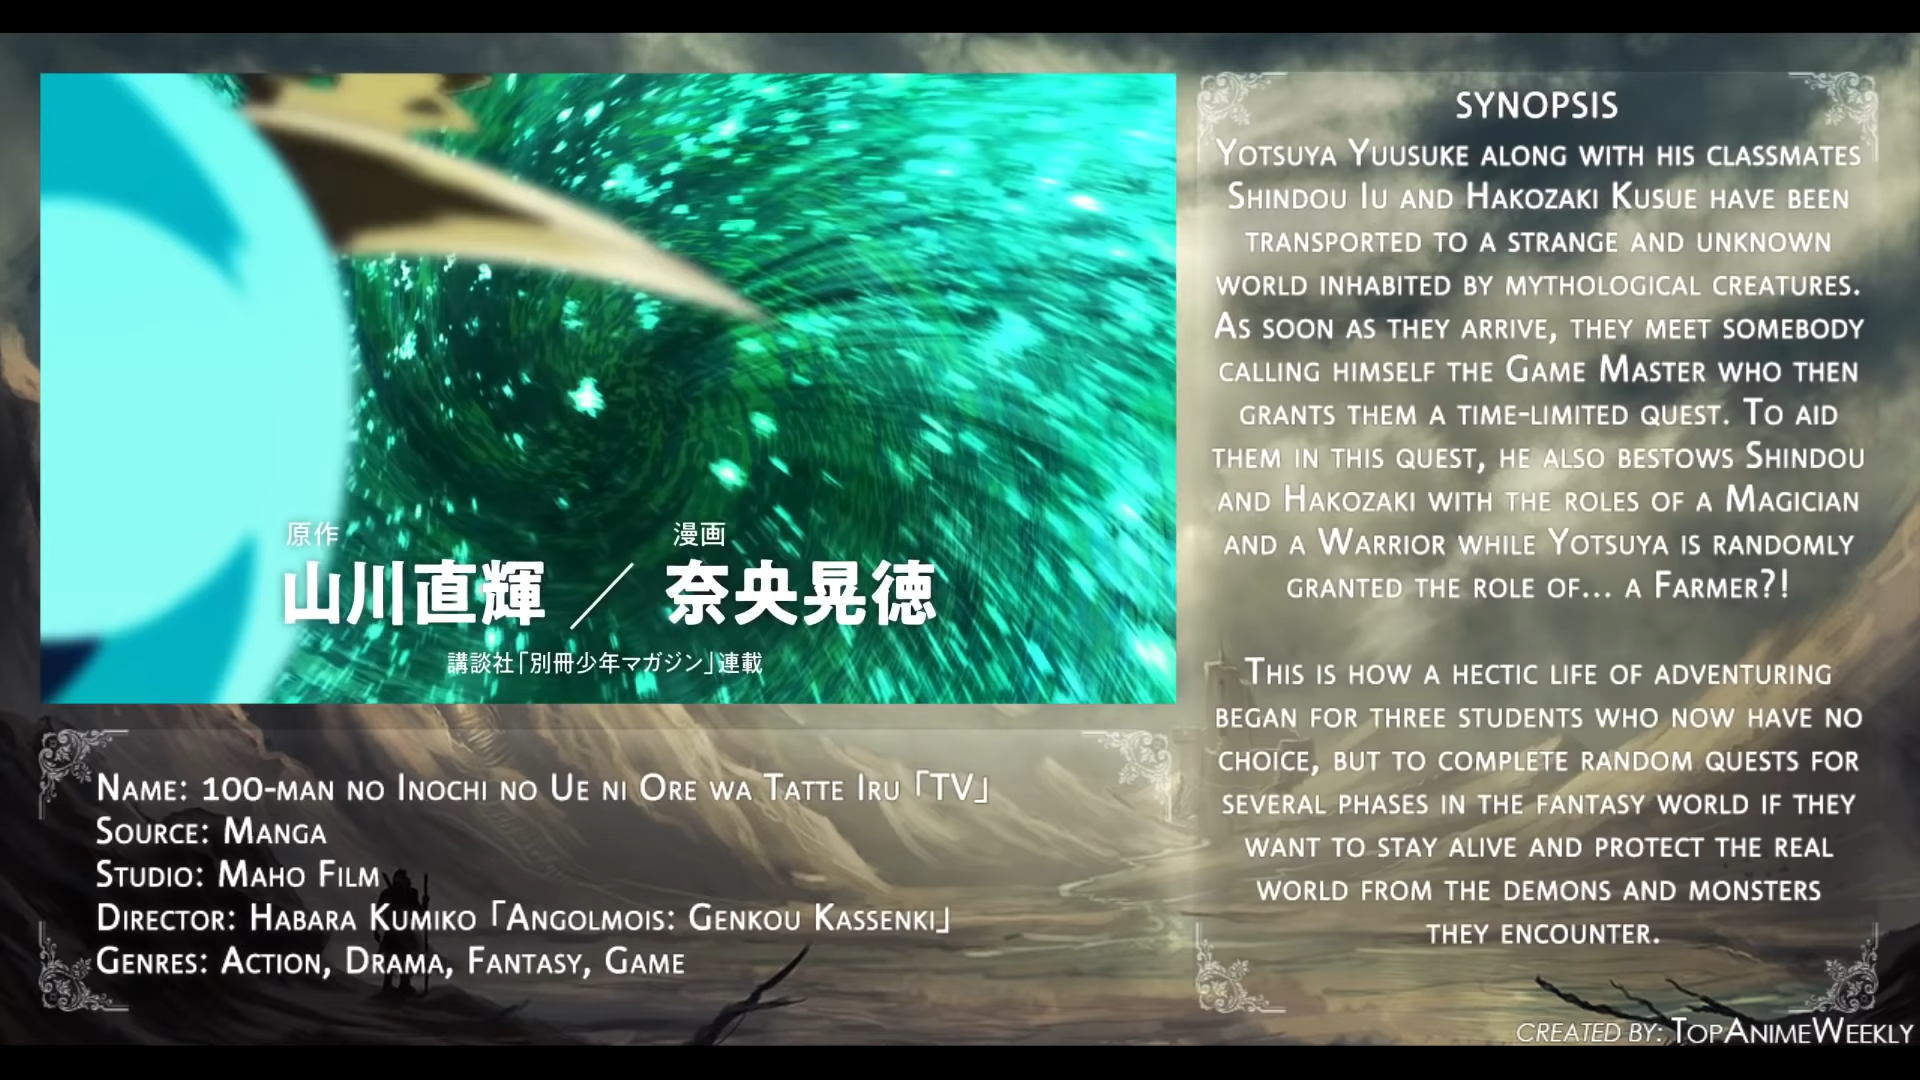 原作
漫画
山川直輝／奈央晃徳
講談社「別冊少年マガジン」連載
Name: 100-man no Inochi no Ue ni Ore wa Tatte Iru「TV」
Source: Manga
Studio: Maho Film
Director: Habara Kumiko「Angolmois: Genkou Kassenki」
Genres: Action, Drama, Fantasy, Game
SYNOPSIS
Yotsuya Yuusuke along with his classmates
Shindou Iu and Hakozaki Kusue have been
transported to a strange and unknown
world inhabited by mythological creatures.
As soon as they arrive, they meet somebody
calling himself the Game Master who then
grants them a time-limited quest. To aid
them in this quest, he also bestows Shindou
and Hakozaki with the roles of a Magician
and a Warrior while Yotsuya is randomly
granted the role of... a Farmer?!
This is how a hectic life of adventuring
began for three students who now have no
choice, but to complete random quests for
several phases in the fantasy world if they
want to stay alive and protect the real
world from the demons and monsters
they encounter.
CREATED BY: TopAnimeWeekly